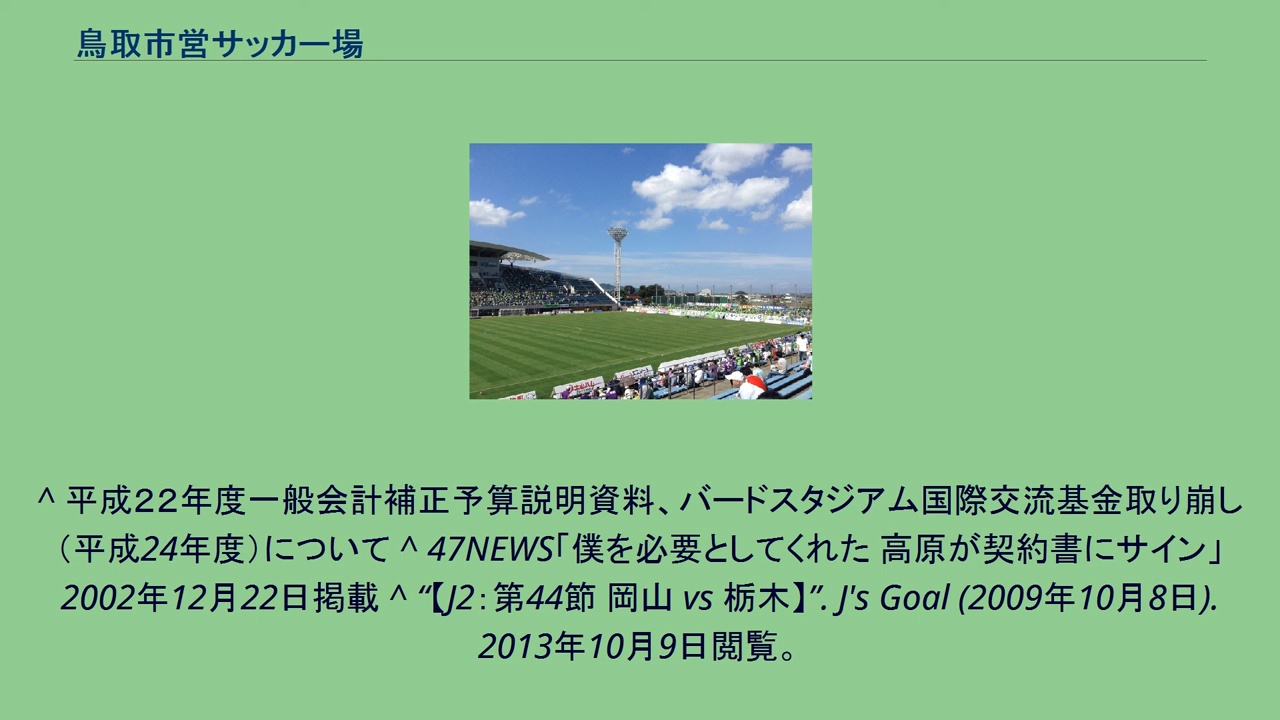 鳥取市営サッカー場
^ 平成２２年度一般会計補正予算説明資料、バードスタジアム国際交流基金取り崩し
（平成24年度）について ^ 47NEWS「僕を必要としてくれた 高原が契約書にサイン」
2002年12月22日掲載 ^ “【J2：第44節 岡山 vs 栃木】”. J's Goal (2009年10月8日).
2013年10月9日閲覧。